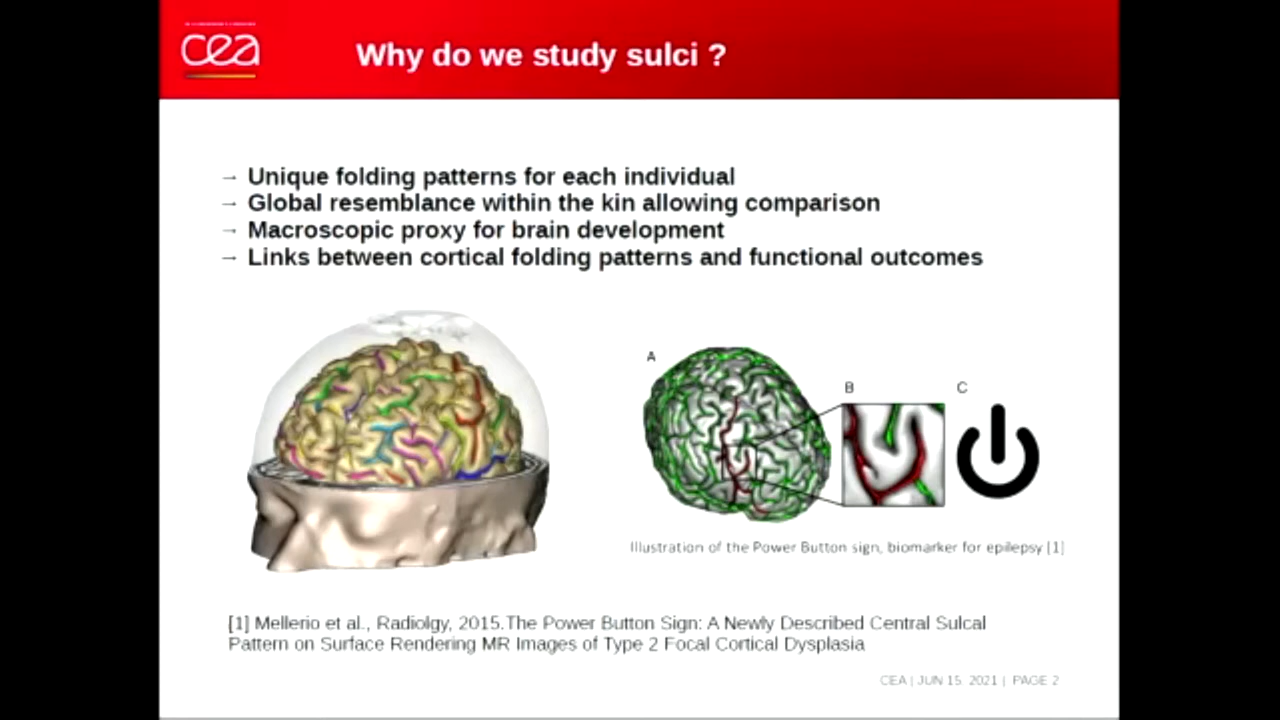 cea
Why do we study sulci ?
→ Unique folding patterns for each individual
→ Global resemblance within the kin allowing comparison
→ Macroscopic proxy for brain development
→ Links between cortical folding patterns and functional outcomes
A
B
C
Illustration of the Power Button sign, biomarker for epilepsy [1]
[1] Mellerio et al., Radiolgy, 2015.The Power Button Sign: A Newly Described Central Sulcal
Pattern on Surface Rendering MR Images of Type 2 Focal Cortical Dysplasia
CEA | JUN 15. 2021 | PAGE 2